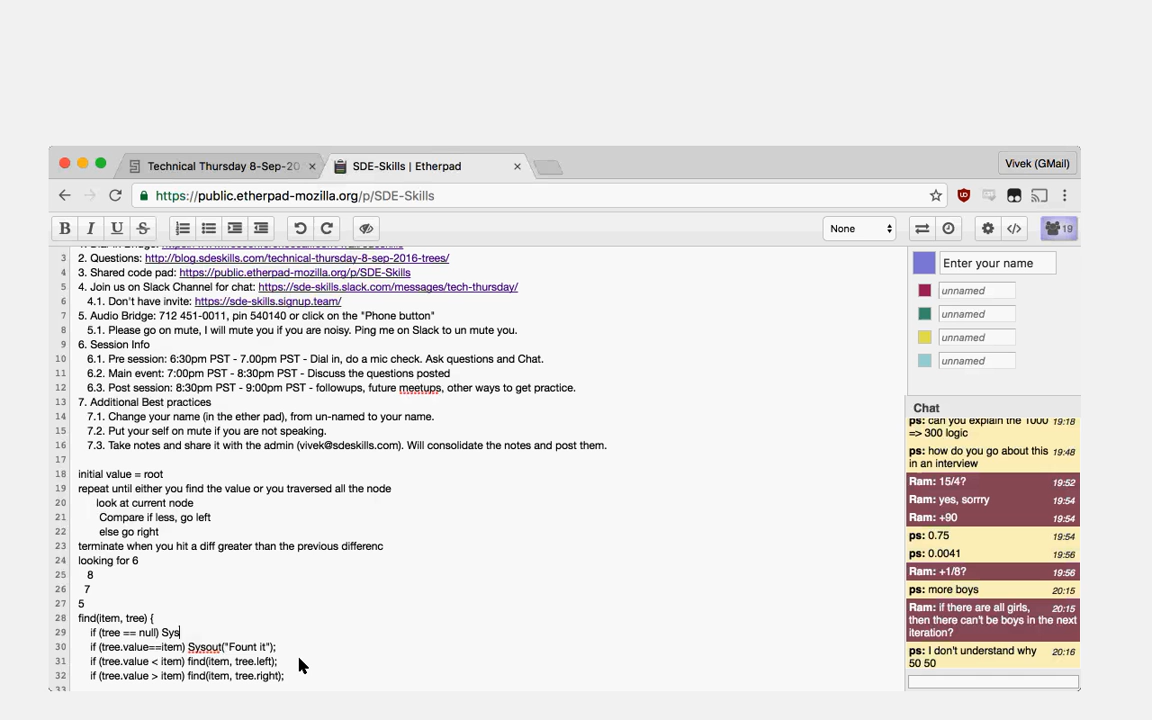 Technical Thursday 8-Sep-20
SDE-Skills | Etherpad
Vivek (GMail)
https://public.etherpad-mozilla.org/p/SDE-Skills
B I U S
None
19
3 2. Questions: http://blog.sdeskills.com/technical-thursday-8-sep-2016-trees/
4 3. Shared code pad: https://public.etherpad-mozilla.org/p/SDE-Skills
5 4. Join us on Slack Channel for chat: https://sde-skills.slack.com/messages/tech-thursday/
6 4.1. Don't have invite: https://sde-skills.signup.team/
7 5. Audio Bridge: 712 451-0011, pin 540140 or click on the "Phone button"
8 5.1. Please go on mute, I will mute you if you are noisy. Ping me on Slack to un mute you.
9 6. Session Info
10 6.1. Pre session: 6:30pm PST - 7.00pm PST - Dial in, do a mic check. Ask questions and Chat.
11 6.2. Main event: 7:00pm PST - 8:30pm PST - Discuss the questions posted
12 6.3. Post session: 8:30pm PST - 9:00pm PST - followups, future meetups, other ways to get practice.
13 7. Additional Best practices
14 7.1. Change your name (in the ether pad), from un-named to your name.
15 7.2. Put your self on mute if you are not speaking.
16 7.3. Take notes and share it with the admin (vivek@sdeskills.com). Will consolidate the notes and post them.
17
18 initial value = root
19 repeat until either you find the value or you traversed all the node
20 look at current node
21 Compare if less, go left
22 else go right
23 terminate when you hit a diff greater than the previous differenc
24 looking for 6
25 8
26 7
27 5
28 find(item, tree) {
29 if (tree == null) Sys
30 if (tree.value==item) Sysout("Fount it");
31 if (tree.value < item) find(item, tree.left);
32 if (tree.value > item) find(item, tree.right);
33
Enter your name
unnamed
unnamed
unnamed
unnamed
Chat
ps: can you explain the 1000 19:18
=> 300 logic
ps: how do you go about this 19:48
in an interview
Ram: 15/4? 19:52
Ram: yes, sorrry 19:54
Ram: +90 19:54
ps: 0.75 19:54
ps: 0.0041 19:56
Ram: +1/8? 19:56
ps: more boys 20:15
Ram: if there are all girls, 20:15
then there can't be boys in the next
iteration?
ps: I don't understand why 20:16
50 50